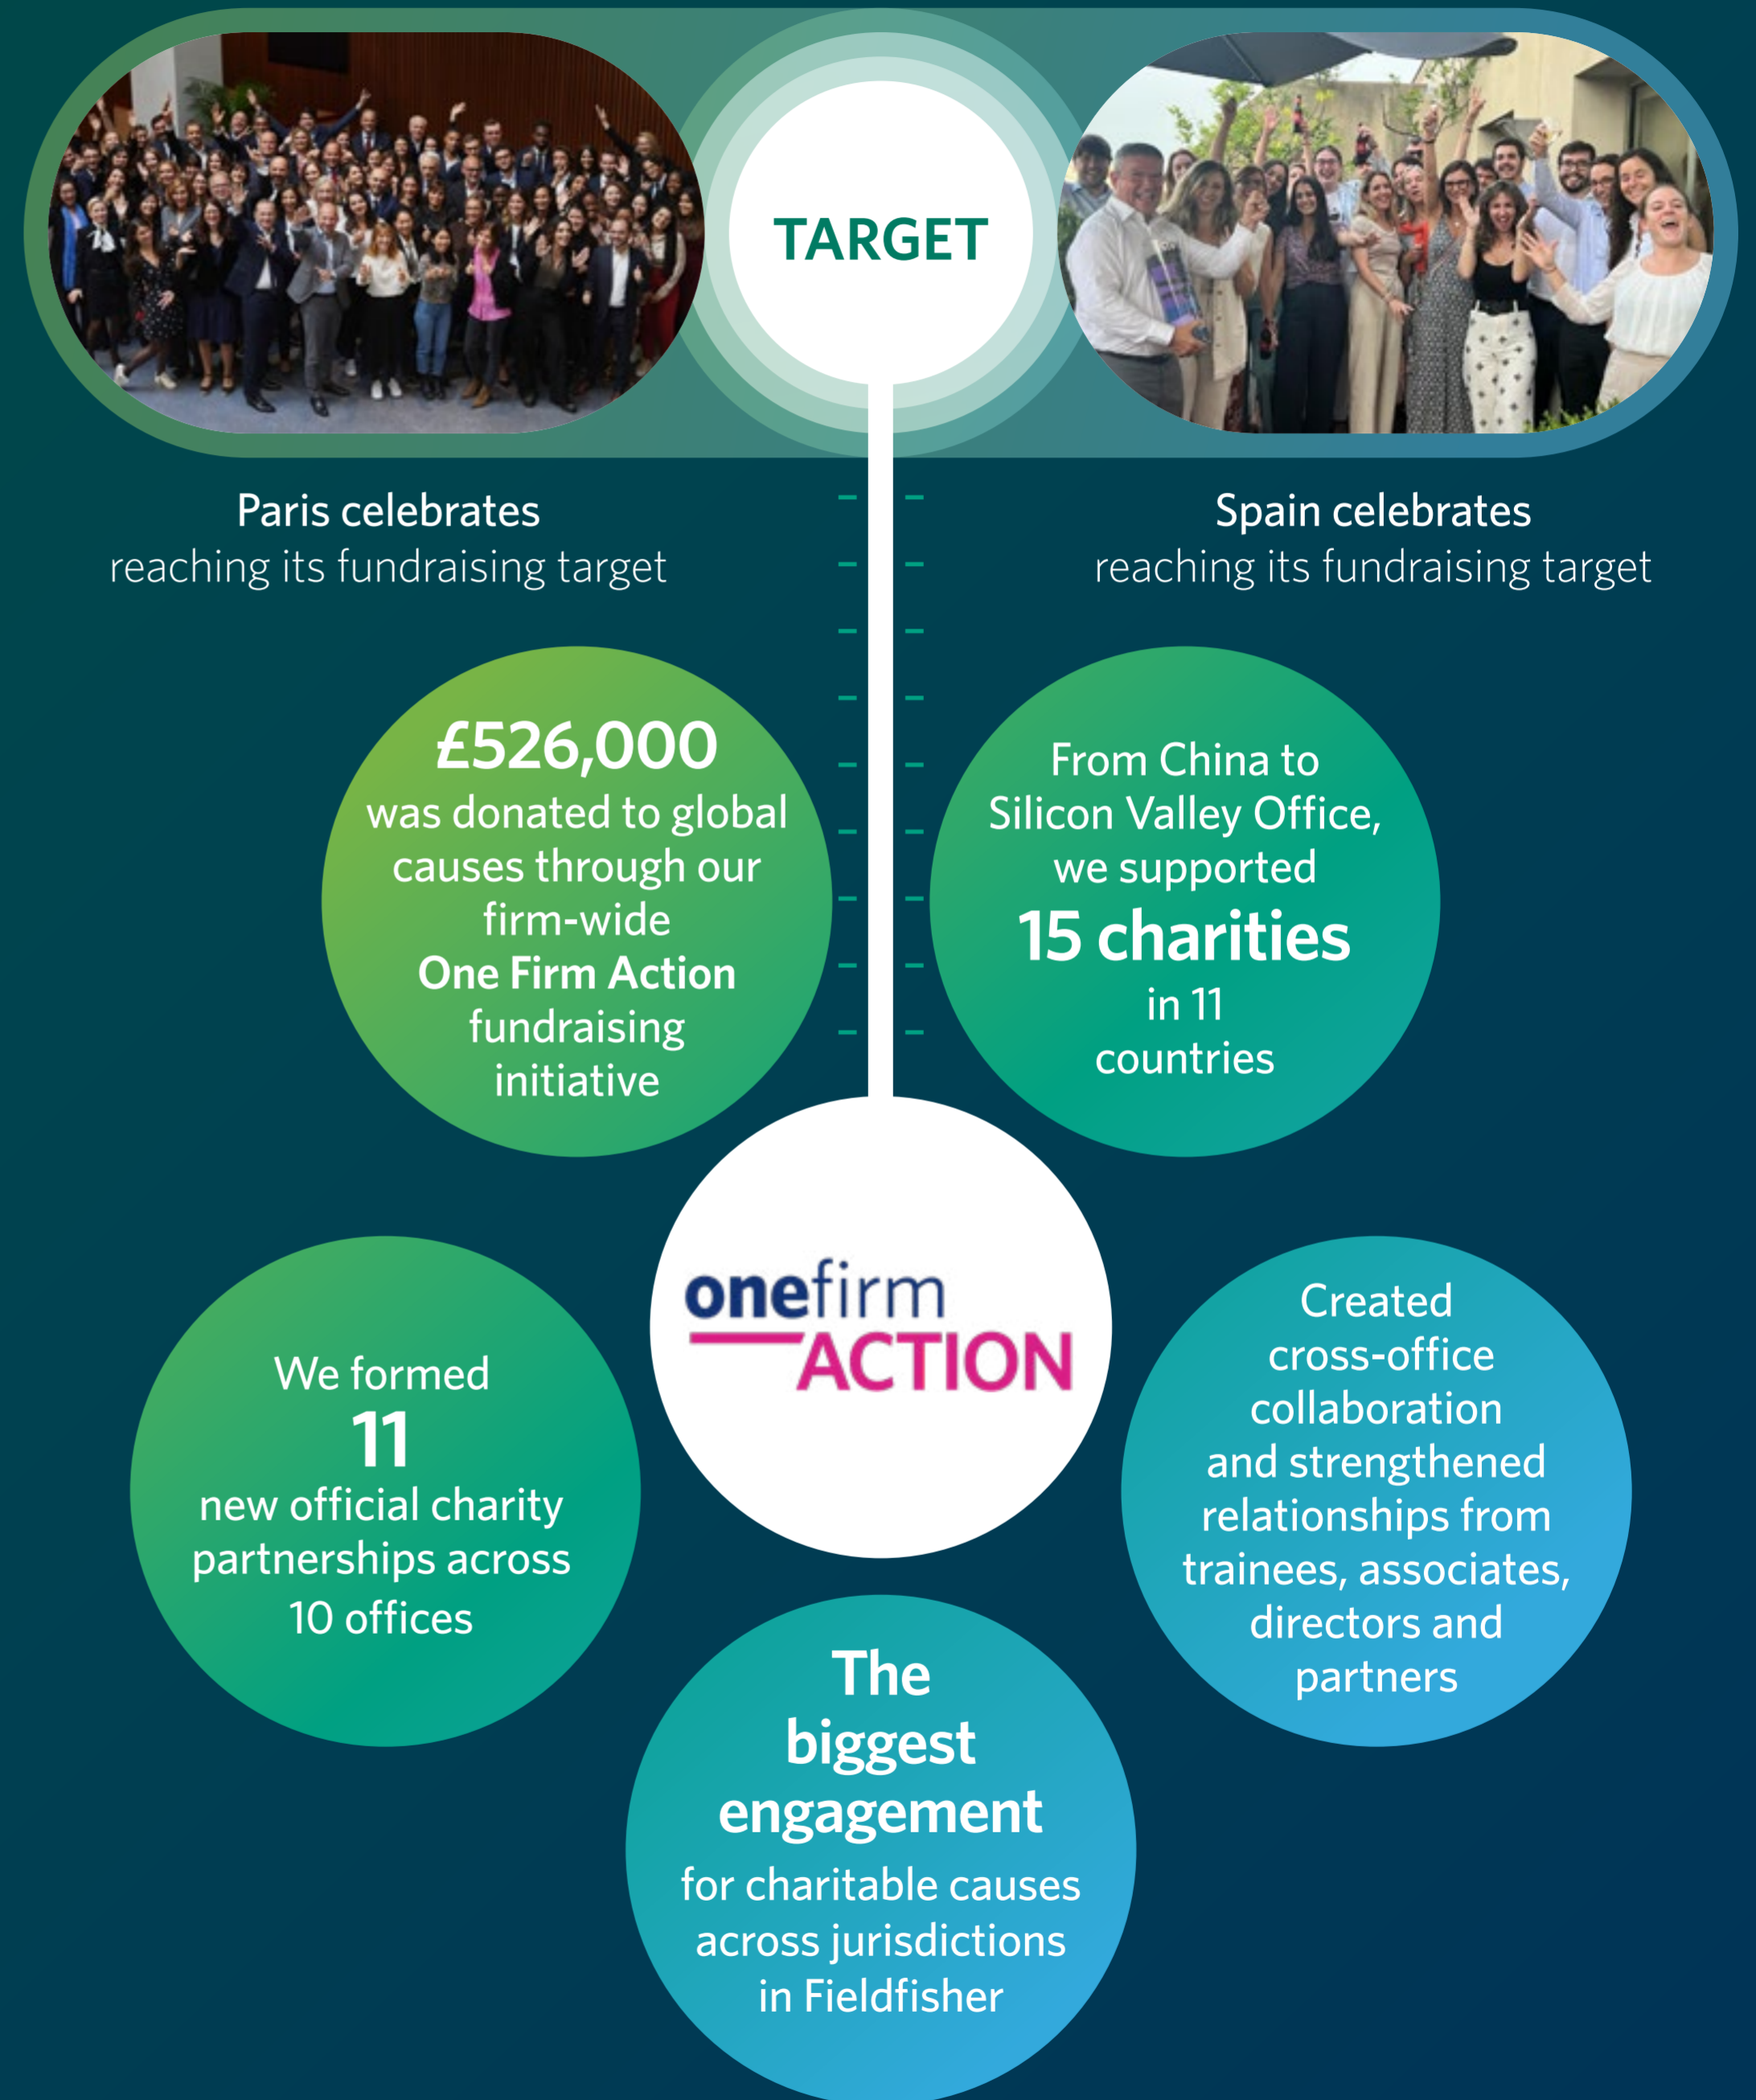 TARGET
Paris celebrates
reaching its fundraising target
Spain celebrates
reaching its fundraising target
£526,000
was donated to global
causes through our
firm-wide
One Firm Action
fundraising
initiative
From China to
Silicon Valley Office,
we supported
15 charities
in 11
countries
onefirm
ACTION
We formed
11
new official charity
partnerships across
10 offices
Created
cross-office
collaboration
and strengthened
relationships from
trainees, associates,
directors and
partners
The
biggest
engagement
for charitable causes
across jurisdictions
in Fieldfisher